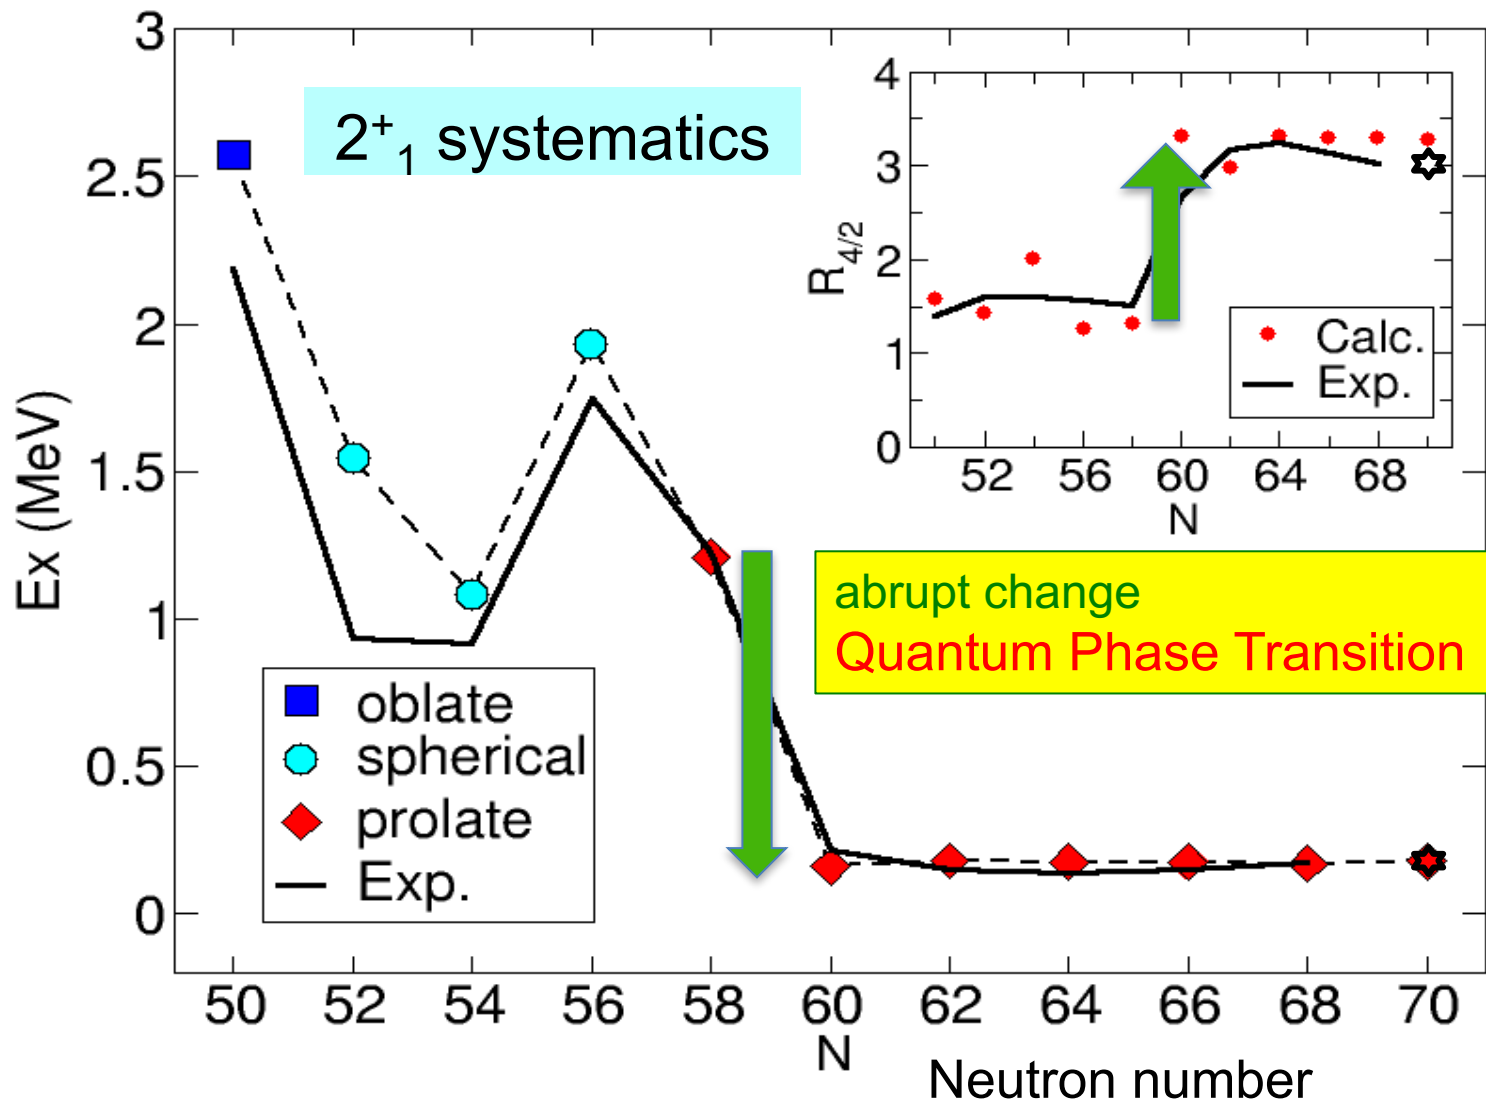 2⁺₁ systematics
3
2.5
2
1.5
1
0.5
0
Ex (MeV)
oblate
spherical
prolate
Exp.
50 52 54 56 58 60 62 64 66 68 70
N
Neutron number
4
3
2
1
0
R4/2
Calc.
Exp.
52 56 60 64 68
N
abrupt change
Quantum Phase Transition